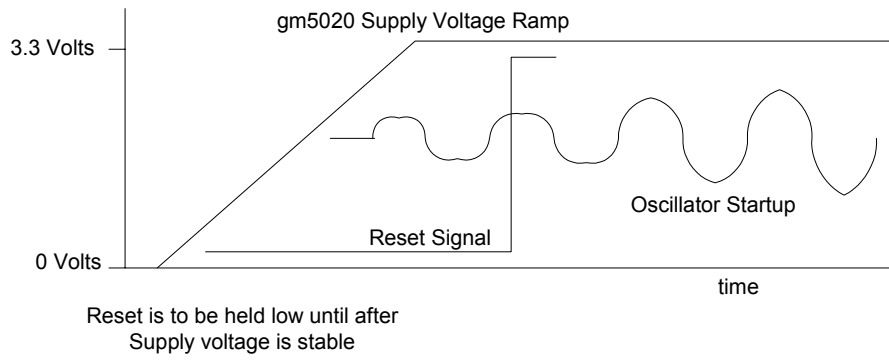 gm5020 Supply Voltage Ramp
3.3 Volts
Oscillator Startup
Reset Signal
0 Volts
time
Reset is to be held low until after
Supply voltage is stable